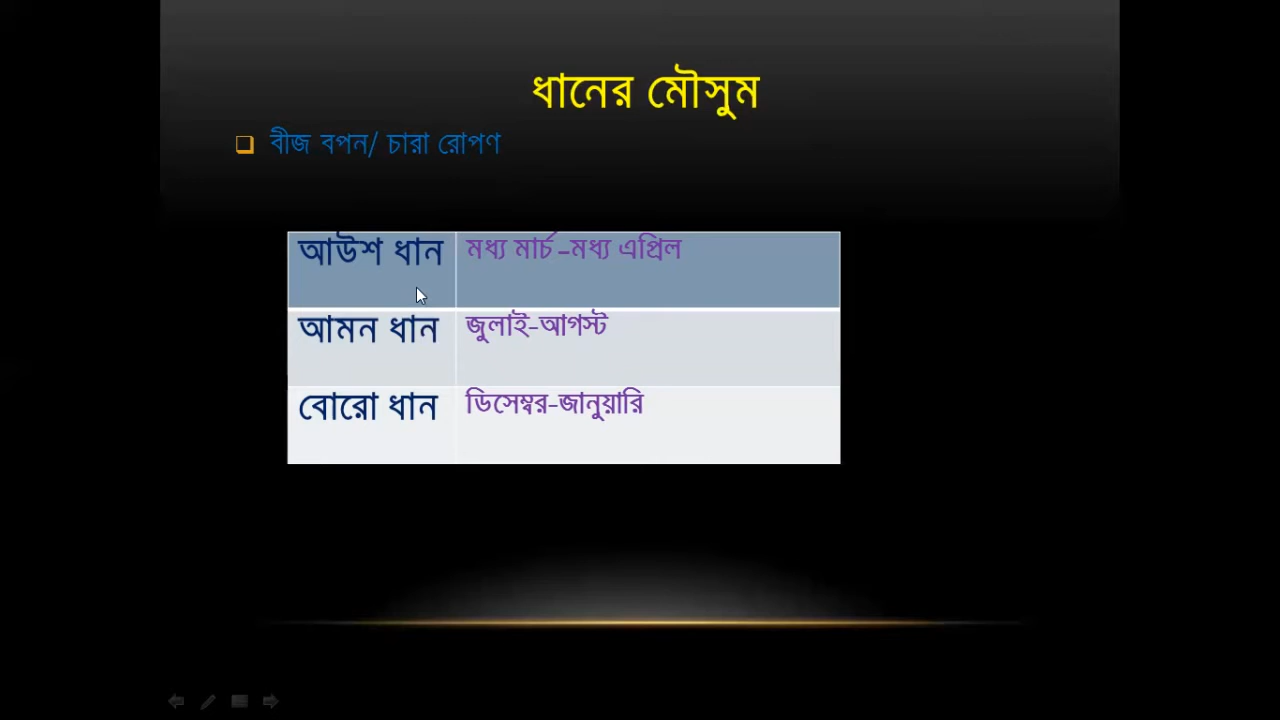 ধানের মৌসুম
বীজ বপন/ চারা রোপণ
আউশ ধান মধ্য মার্চ –মধ্য এপ্রিল
আমন ধান জুলাই-আগস্ট
বোরো ধান ডিসেম্বর-জানুয়ারি